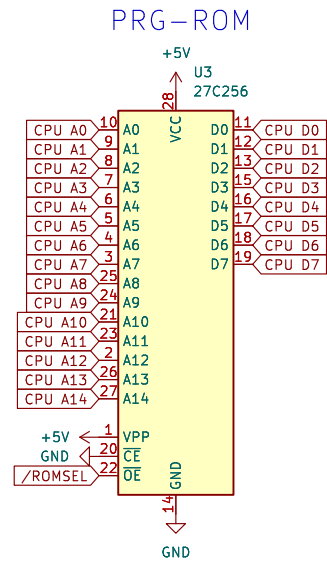 PRG-ROM
+5V
U3
27C256
28
VCC
CPU A0 10 A0 D0 11 CPU D0
CPU A1 9 A1 D1 12 CPU D1
CPU A2 8 A2 D2 13 CPU D2
CPU A3 7 A3 D3 15 CPU D3
CPU A4 6 A4 D4 16 CPU D4
CPU A5 5 A5 D5 17 CPU D5
CPU A6 4 A6 D6 18 CPU D6
CPU A7 3 A7 D7 19 CPU D7
CPU A8 25 A8
CPU A9 24 A9
CPU A10 21 A10
CPU A11 23 A11
CPU A12 2 A12
CPU A13 26 A13
CPU A14 27 A14
+5V 1 VPP
GND 20 CE
/ROMSEL 22 OE
GND
14
GND